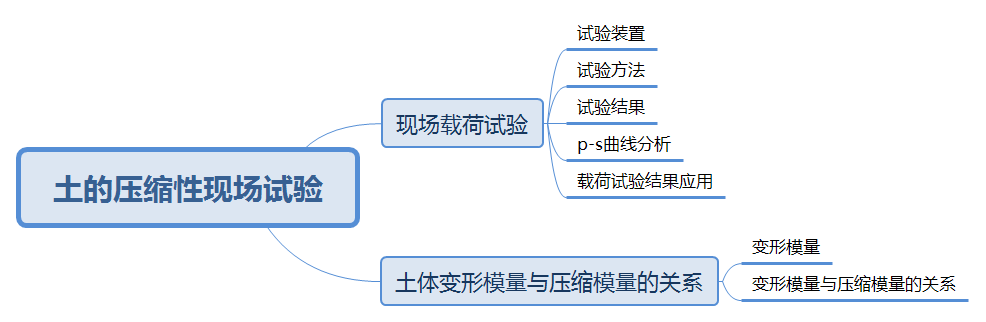 土的压缩性现场试验
现场载荷试验
试验装置
试验方法
试验结果
p-s曲线分析
载荷试验结果应用
土体变形模量与压缩模量的关系
变形模量
变形模量与压缩模量的关系